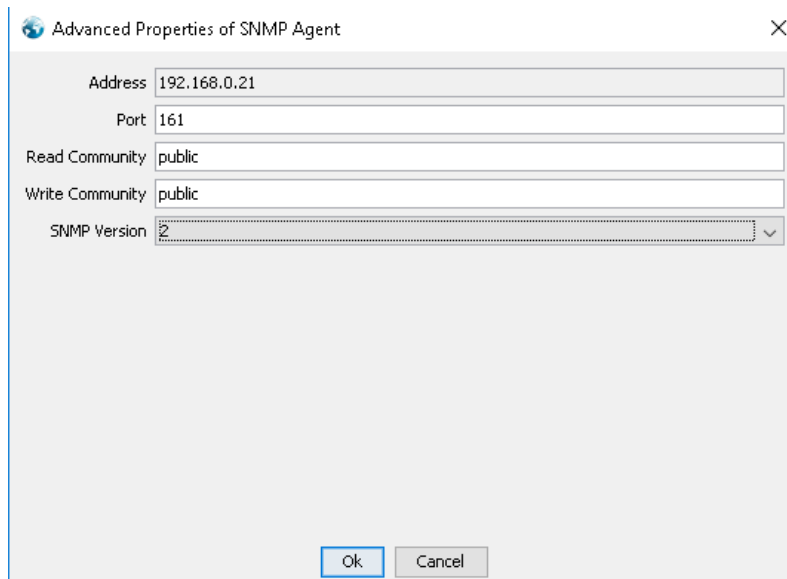 Advanced Properties of SNMP Agent
Address 192.168.0.21
Port 161
Read Community public
Write Community public
SNMP Version 2
Ok Cancel